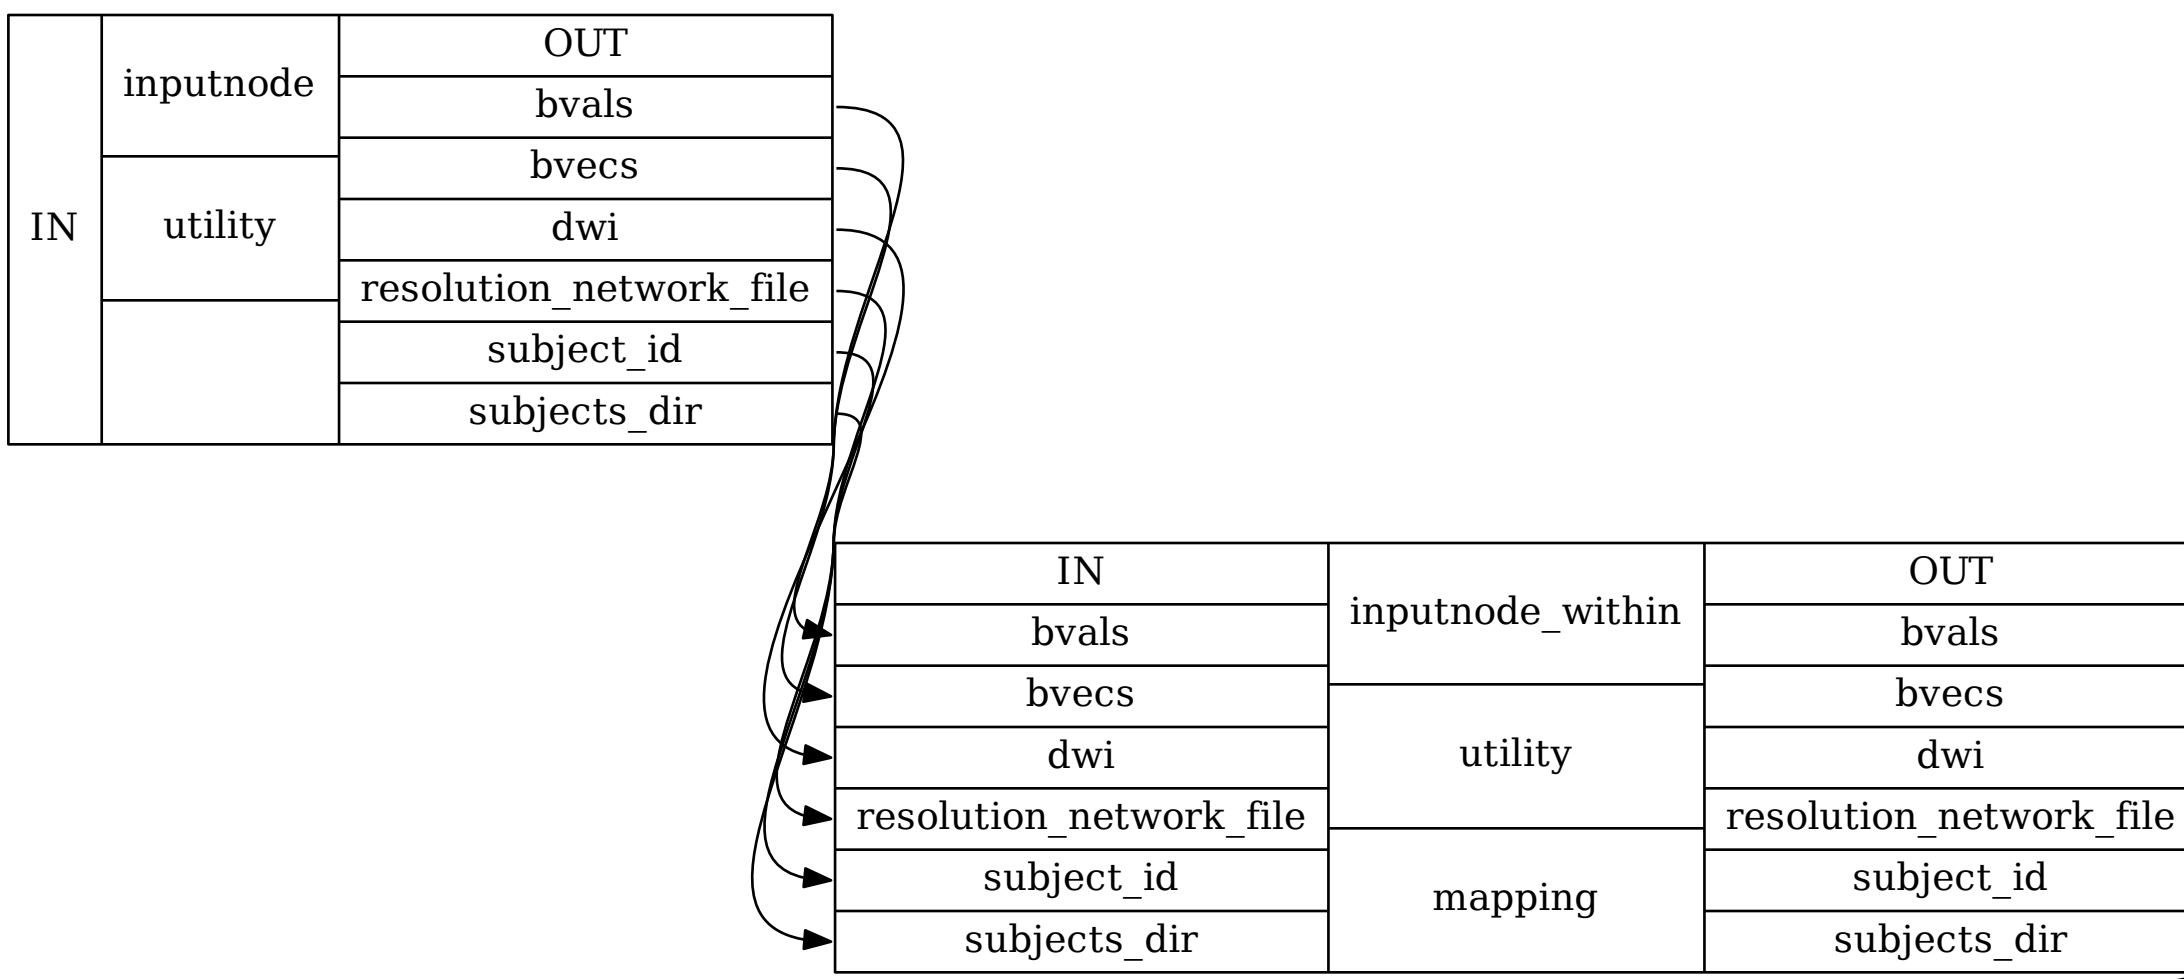 IN
inputnode
utility
OUT
bvals
bvecs
dwi
resolution_network_file
subject_id
subjects_dir
IN
bvals
bvecs
dwi
resolution_network_file
subject_id
subjects_dir
inputnode_within
utility
mapping
OUT
bvals
bvecs
dwi
resolution_network_file
subject_id
subjects_dir